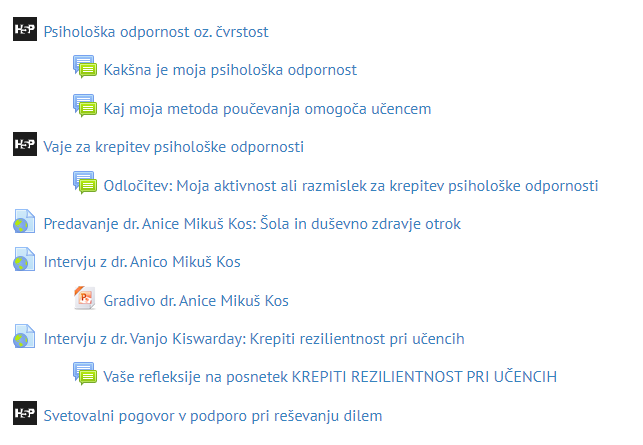 H5P Psihološka odpornost oz. čvrstost
Kakšna je moja psihološka odpornost
Kaj moja metoda poučevanja omogoča učencem
H5P Vaje za krepitev psihološke odpornosti
Odločitev: Moja aktivnost ali razmislek za krepitev psihološke odpornosti
Predavanje dr. Anice Mikuš Kos: Šola in duševno zdravje otrok
Intervju z dr. Anico Mikuš Kos
Gradivo dr. Anice Mikuš Kos
Intervju z dr. Vanjo Kiswarday: Krepiti rezilientnost pri učencih
Vaše refleksije na posnetek KREPITI REZILIENTNOST PRI UČENCIH
H5P Svetovalni pogovor v podporo pri reševanju dilem